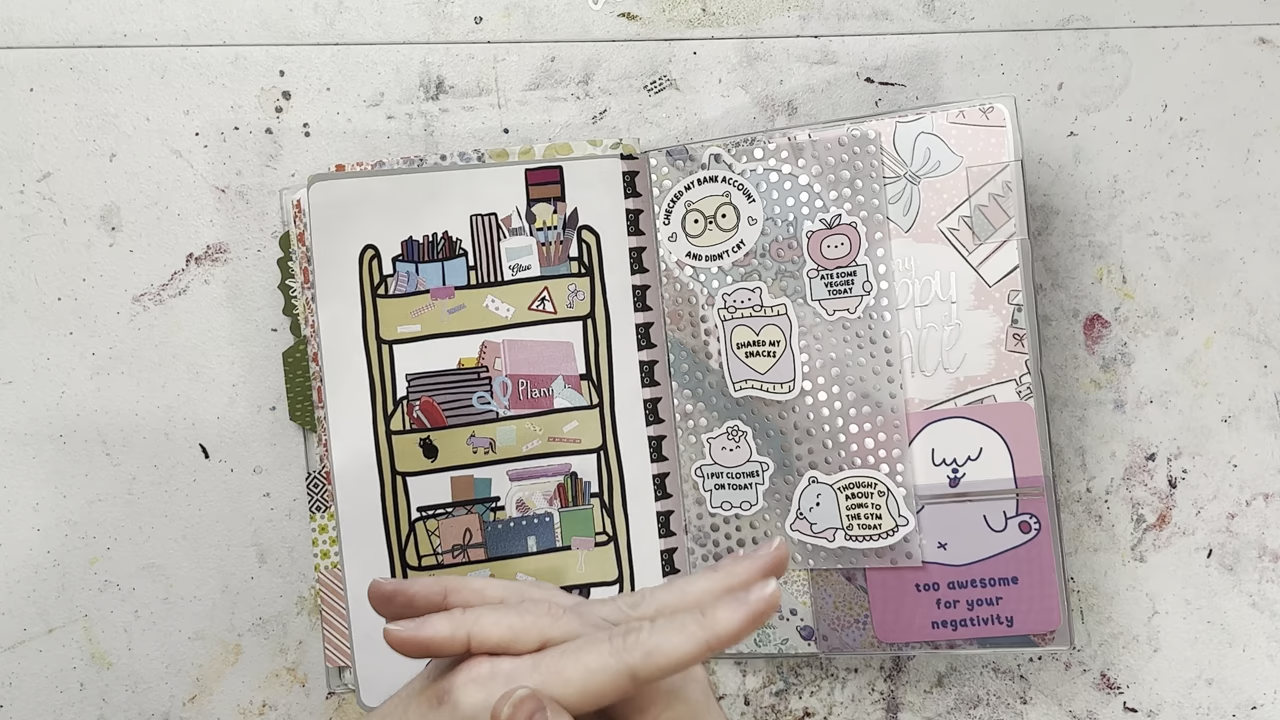 Glue
Plann
CHECKED MY BANK ACCOUNT
AND DIDN'T CRY
ATE SOME
VEGGIES
TODAY
SHARED MY
SNACKS
I PUT CLOTHES
ON TODAY
THOUGHT
ABOUT
GOING TO
THE GYM
TODAY
too awesome
for your
negativity